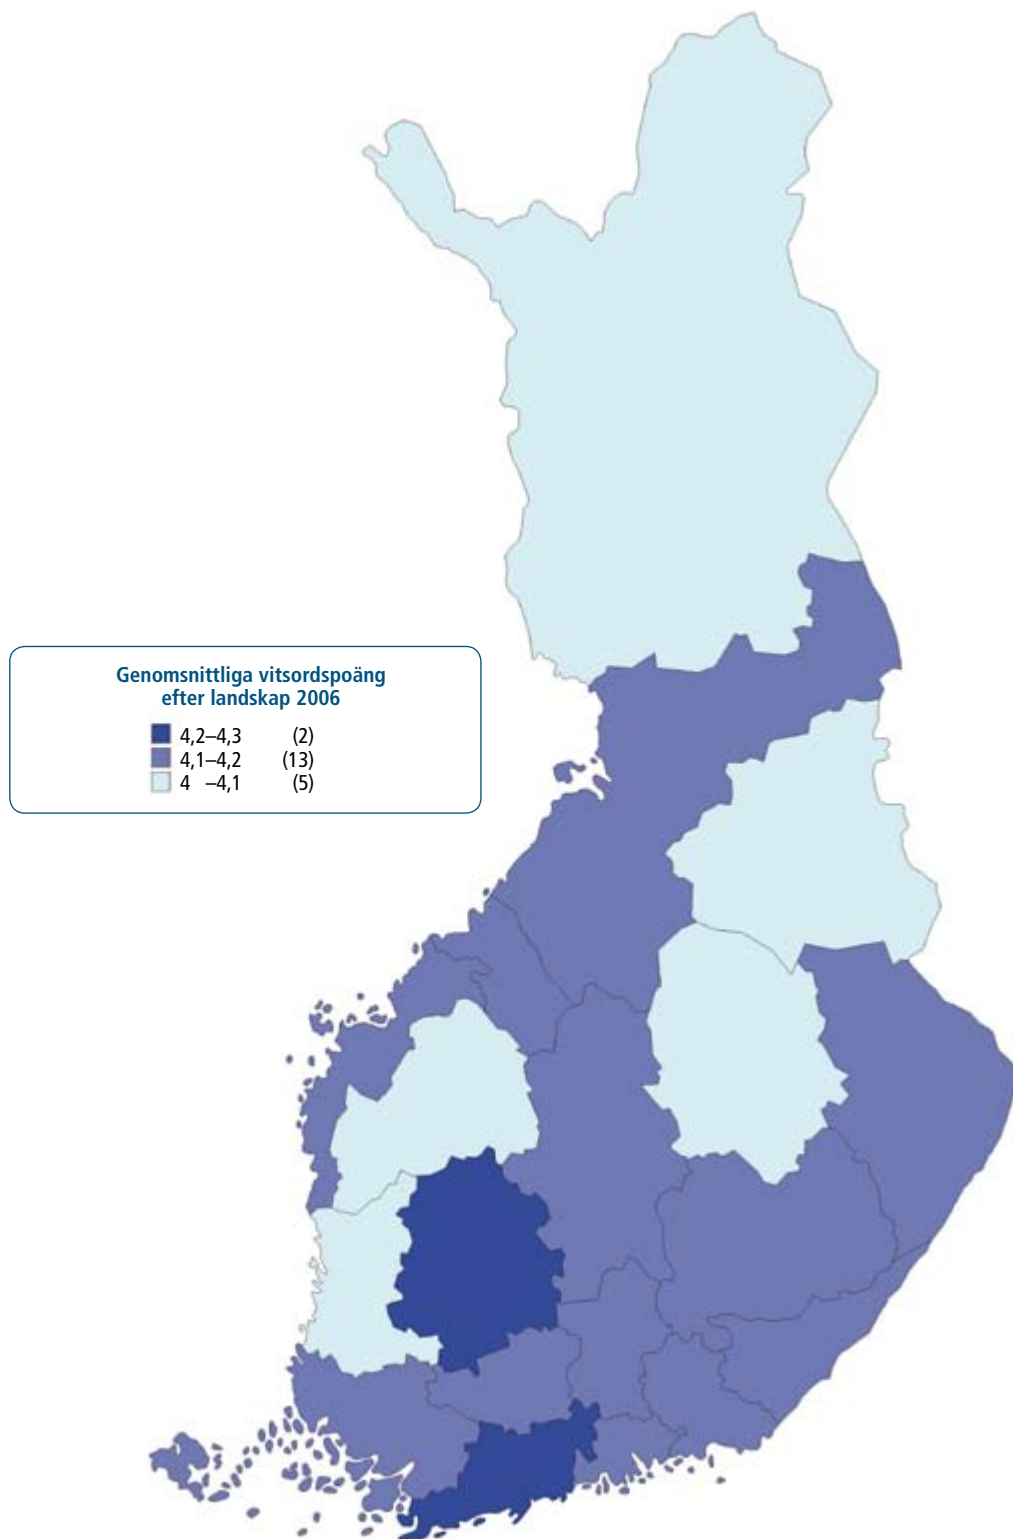 Genomsnittliga vitsordspoäng
efter landskap 2006
4,2–4,3 (2)
4,1–4,2 (13)
4 –4,1 (5)